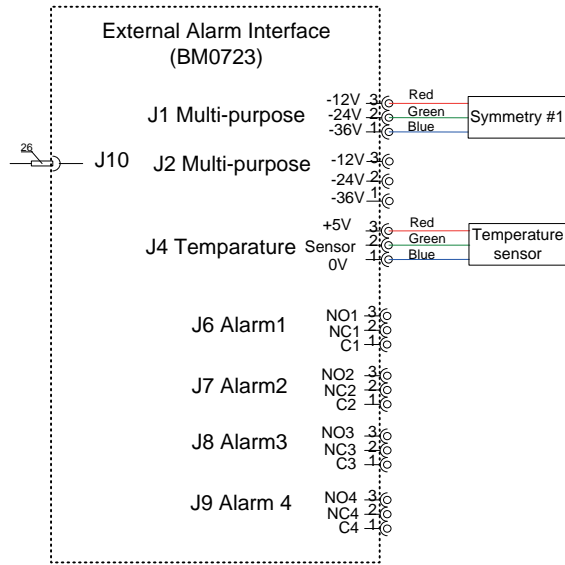 External Alarm Interface
(BM0723)
J1 Multi-purpose
-12V 3 Red
-24V 2 Green
-36V 1 Blue
Symmetry #1
26
J10
J2 Multi-purpose
-12V 3
-24V 2
-36V 1
J4 Temparature
+5V 3 Red
Sensor 2 Green
0V 1 Blue
Temperature
sensor
J6 Alarm1
NO1 3
NC1 2
C1 1
J7 Alarm2
NO2 3
NC2 2
C2 1
J8 Alarm3
NO3 3
NC3 2
C3 1
J9 Alarm 4
NO4 3
NC4 2
C4 1